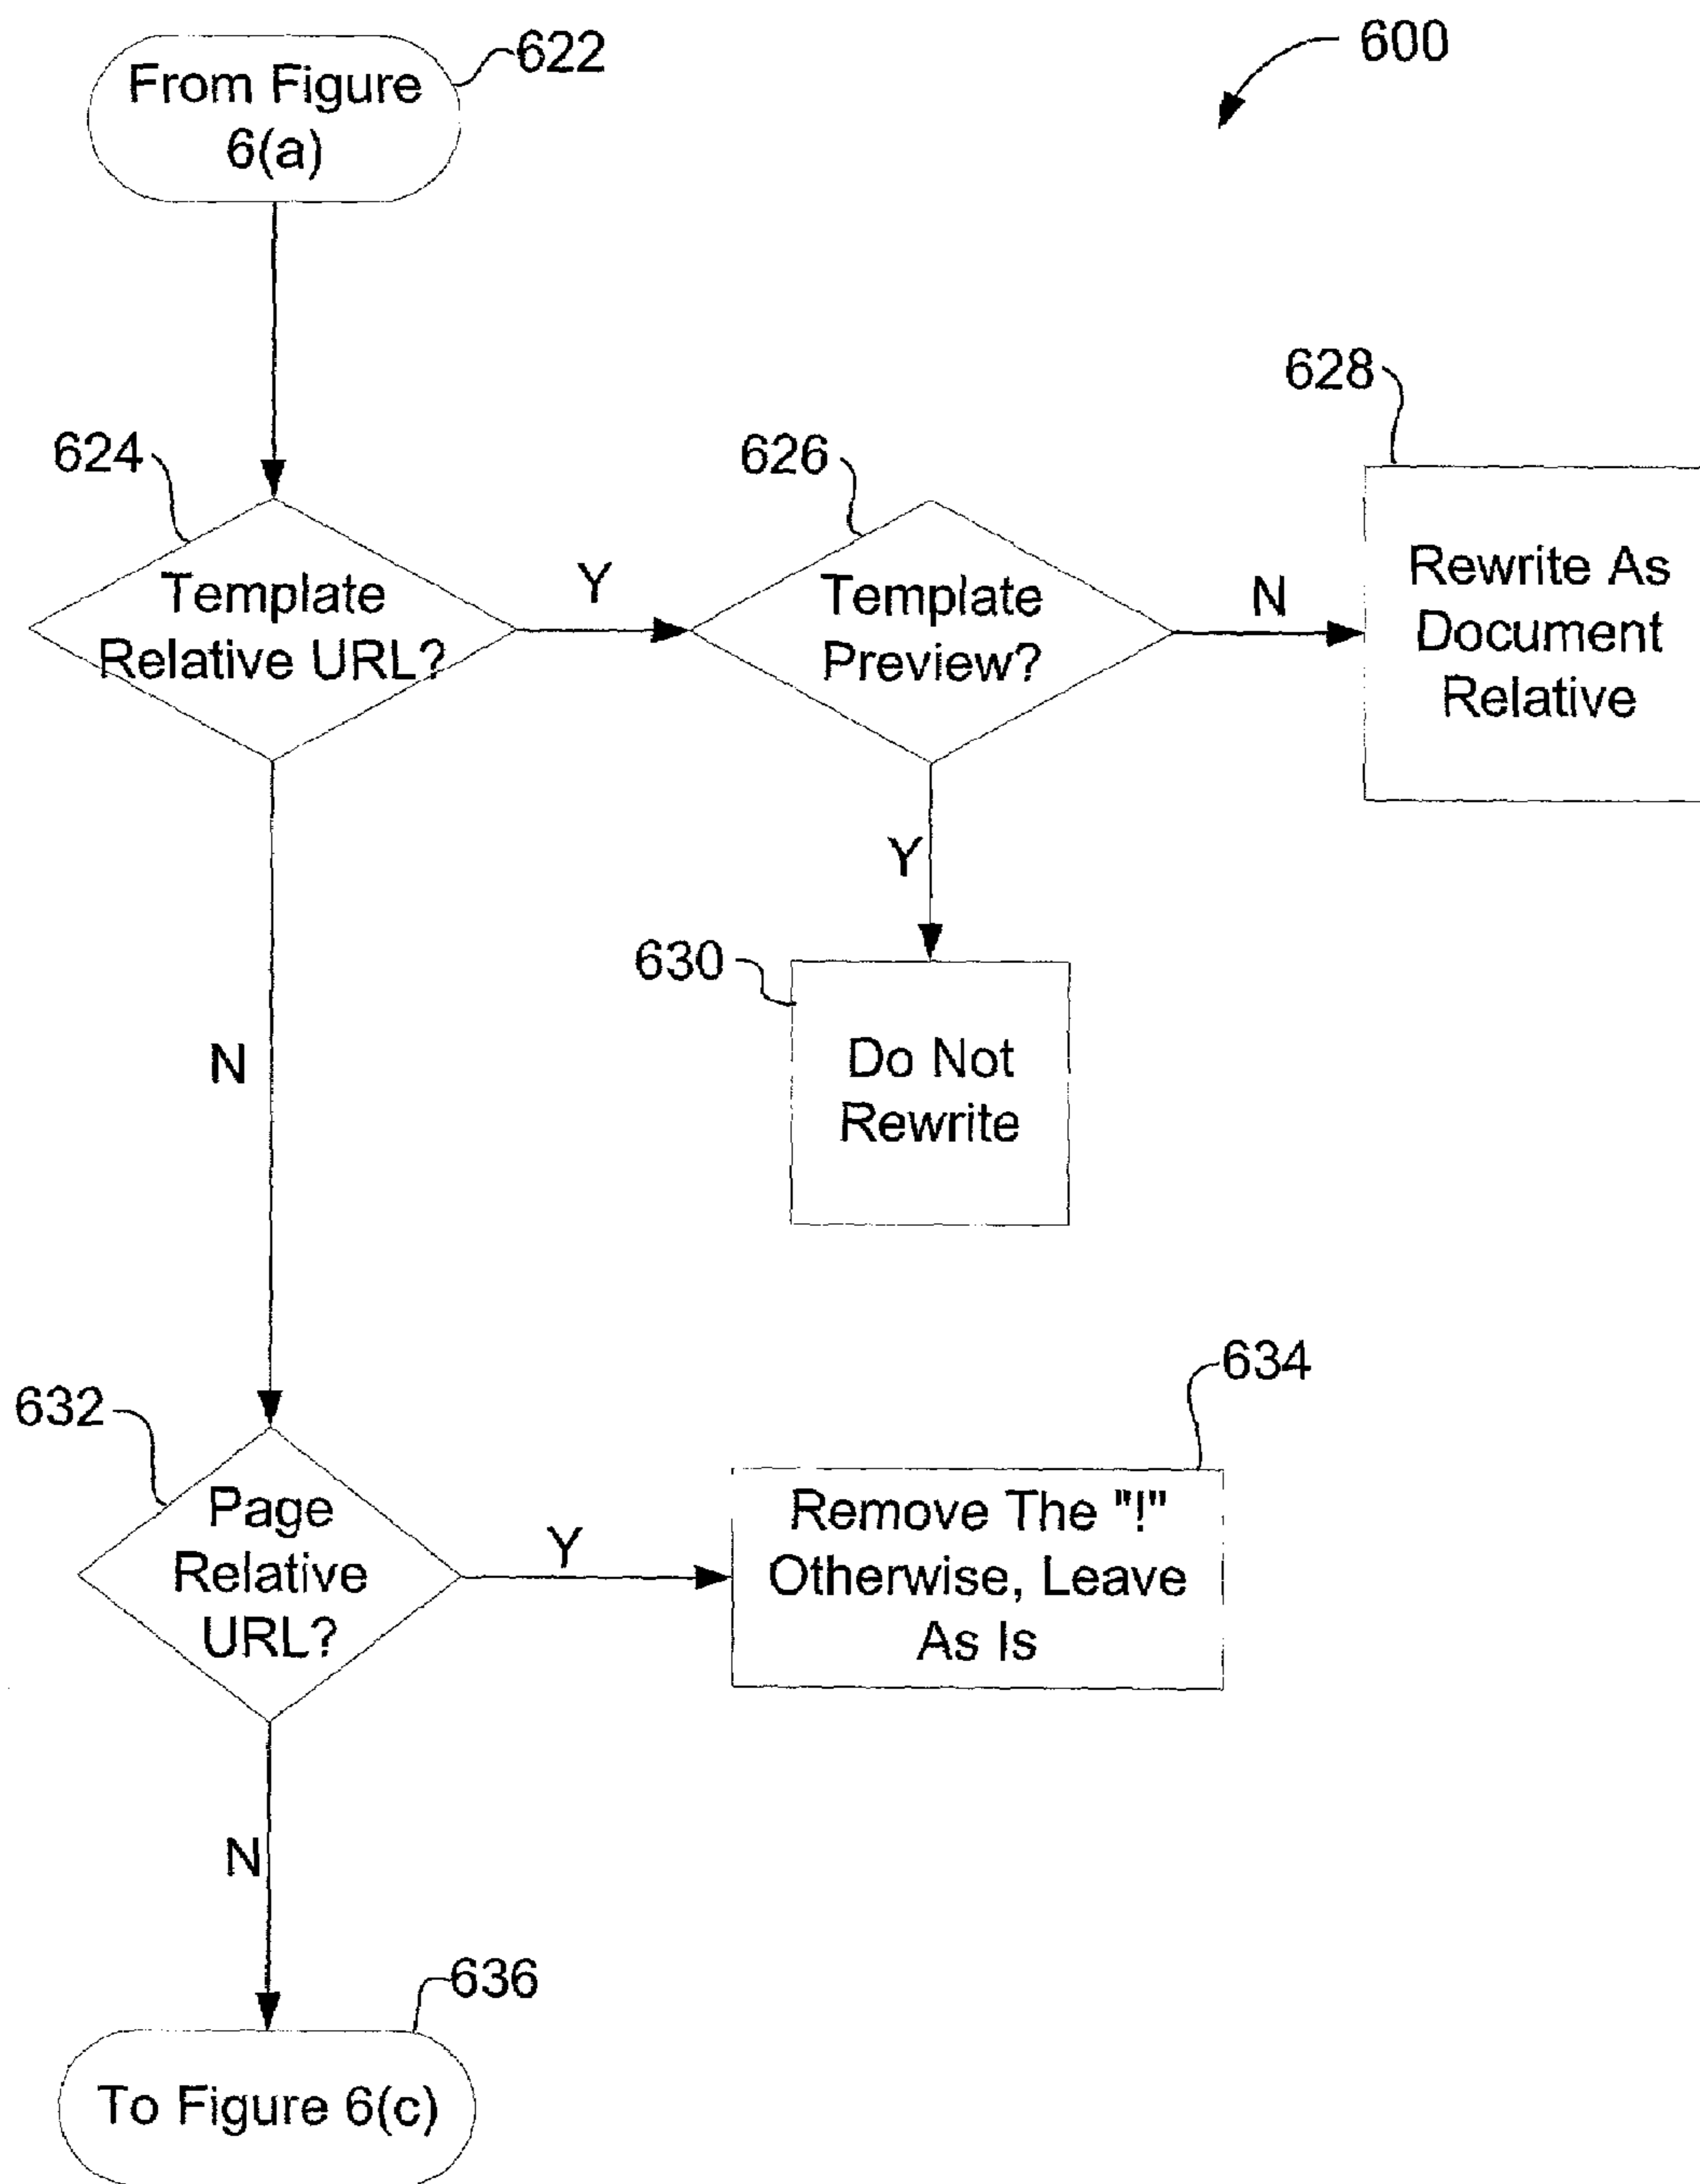 600
622
From Figure
6(a)
624
Template
Relative URL?
Y
626
Template
Preview?
N
628
Rewrite As
Document
Relative
Y
630
Do Not
Rewrite
N
632
Page
Relative
URL?
Y
634
Remove The "!"
Otherwise, Leave
As Is
N
636
To Figure 6(c)